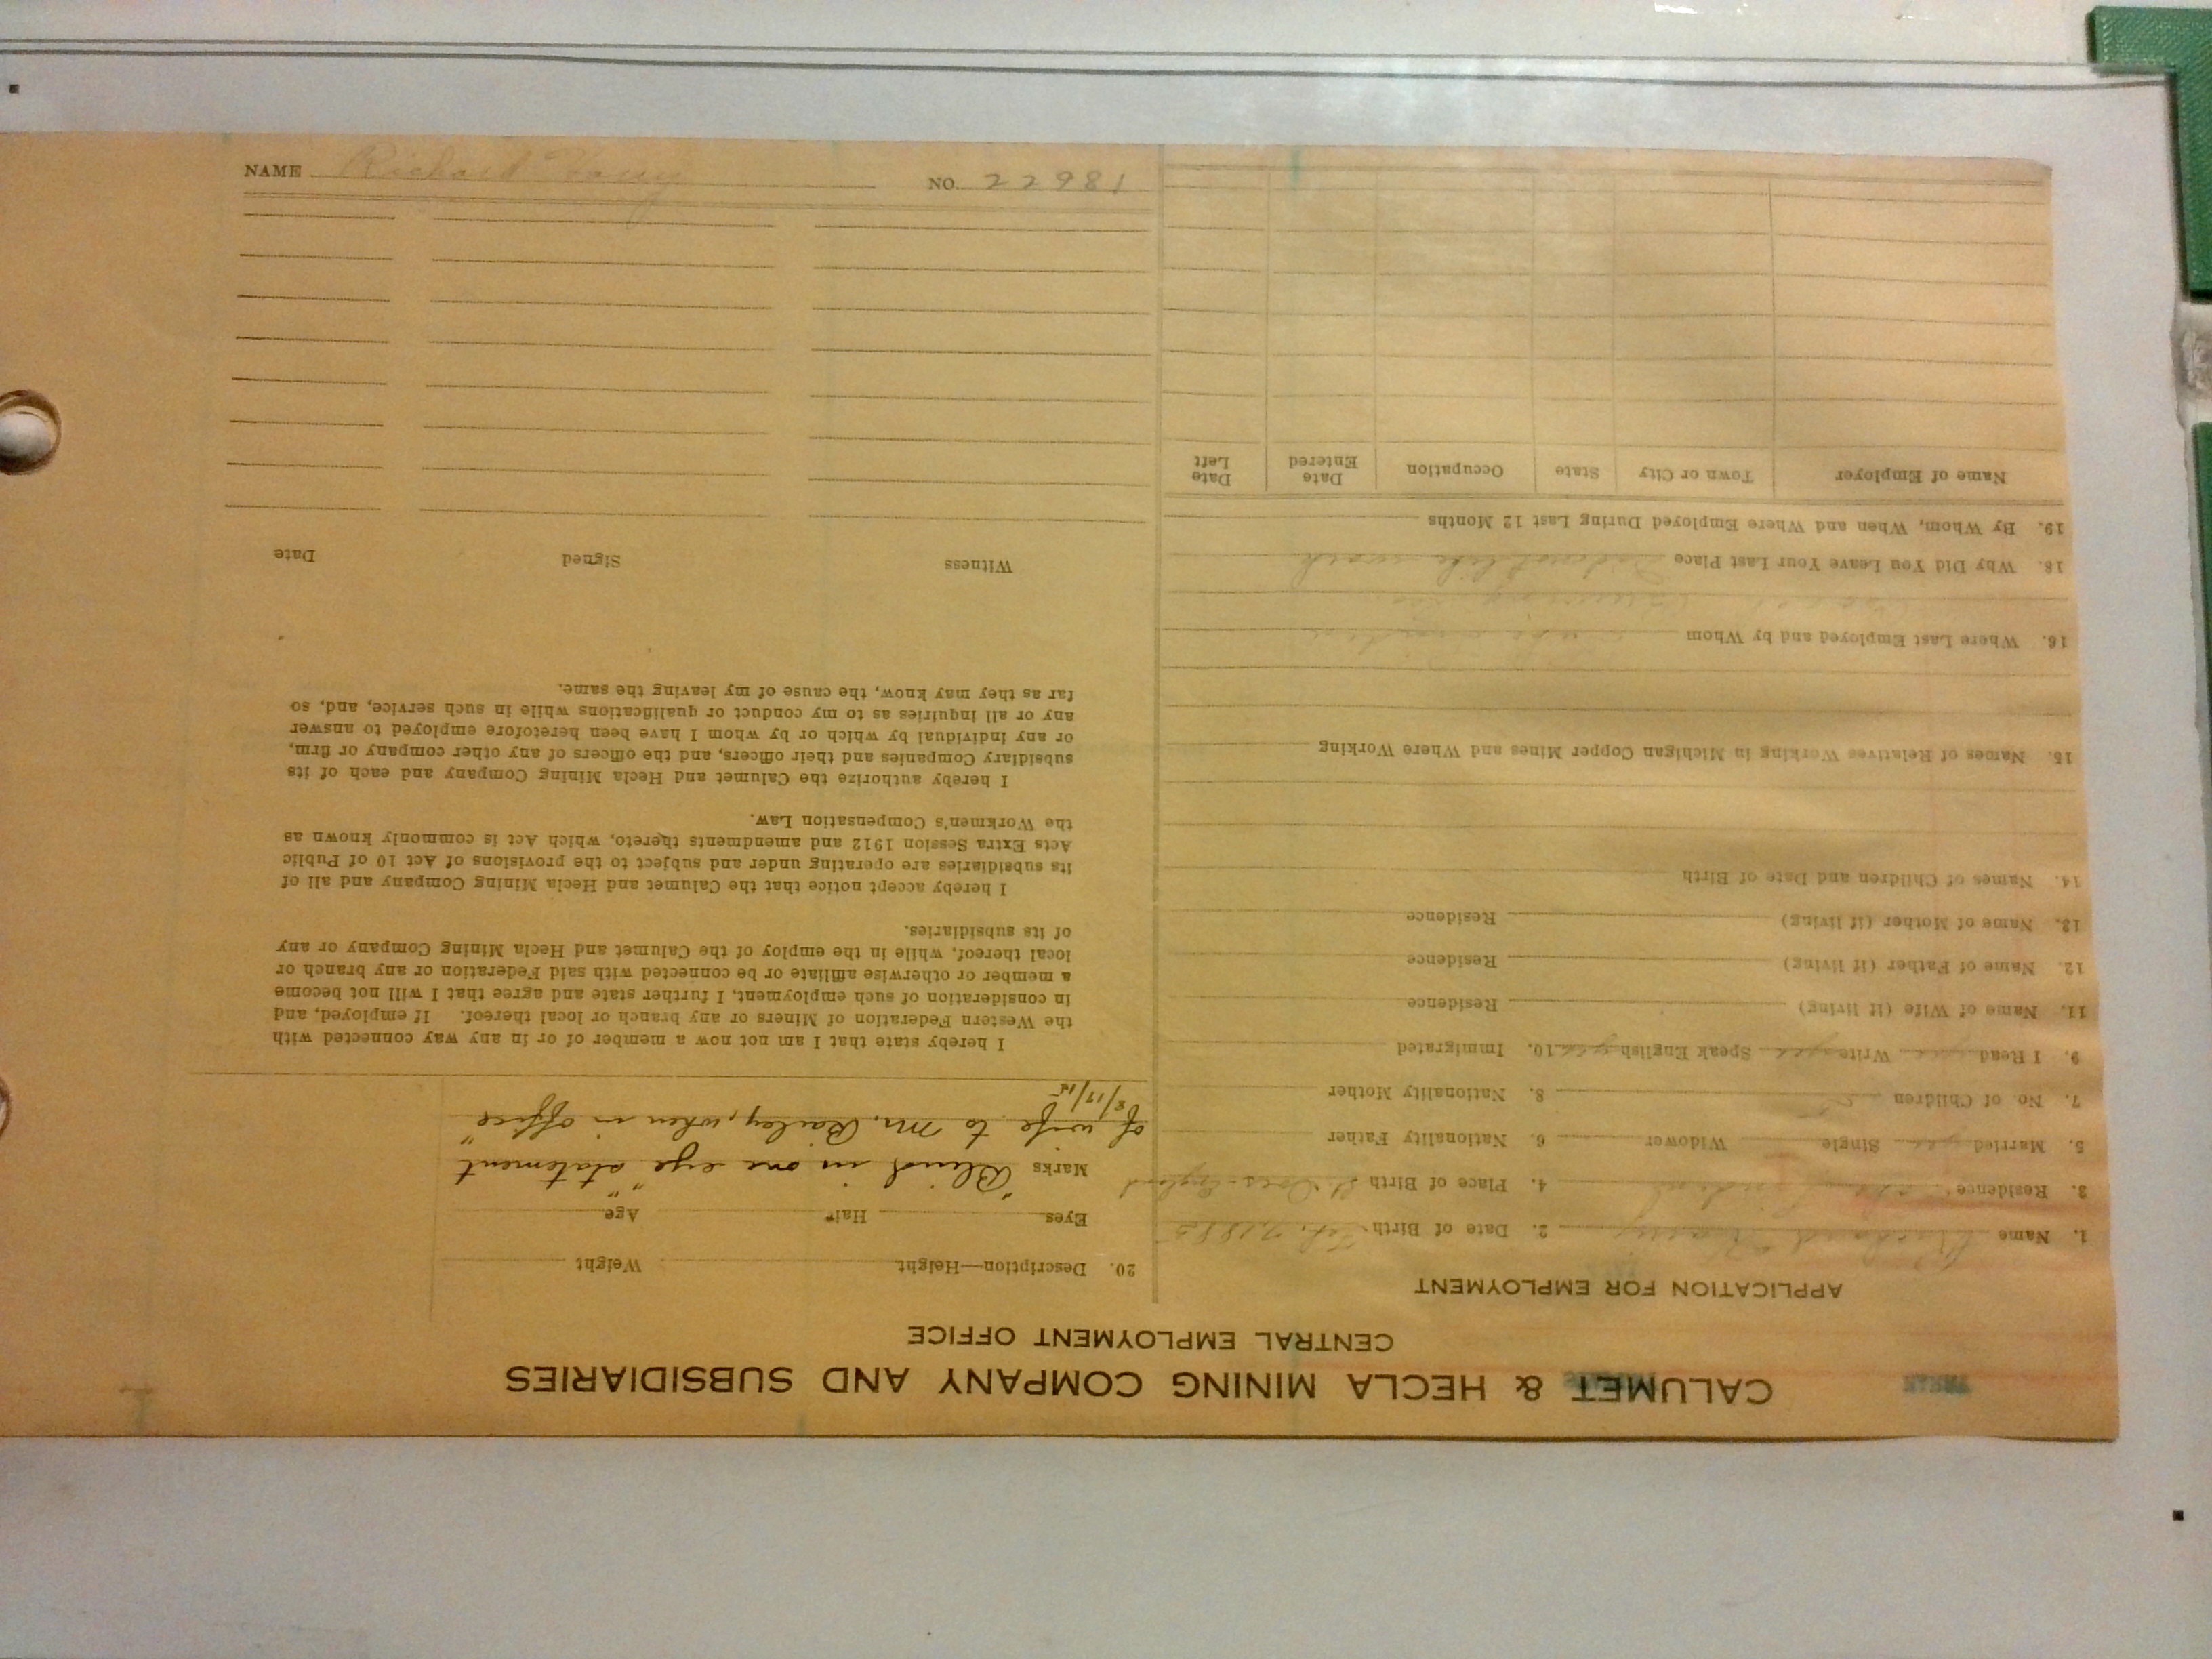 CALUMET & HECLA MINING COMPANY AND SUBSIDIARIES
CENTRAL EMPLOYMENT OFFICE
APPLICATION FOR EMPLOYMENT
1. Name Richard 2. Date of Birth
3. Residence 4. Place of Birth St. Ives England
5. Married yes Single Widower 6. Nationality Father
7. No. of Children 8. Nationality Mother
9. I Read yes Write yes Speak English yes 10. Immigrated
11. Name of Wife (if living) Residence
12. Name of Father (if living) Residence
13. Name of Mother (if living) Residence
14. Names of Children and Date of Birth
15. Names of Relatives Working in Michigan Copper Mines and Where Working
16. Where Last Employed and by Whom
18. Why Did You Leave Your Last Place Did not like work
19. By Whom, When and Where Employed During Last 12 Months
Name of Employer Town or City State Occupation Date Entered Date Left
20. Description—Height Weight
Eyes Hair Age
Marks "Blind in one eye" statement
of wife to Mr. Bailey, when in office"
8/17/15
I hereby state that I am not now a member of or in any way connected with
the Western Federation of Miners or any branch or local thereof. If employed, and
in consideration of such employment, I further state and agree that I will not become
a member or otherwise affiliate or be connected with said Federation or any branch or
local thereof, while in the employ of the Calumet and Hecla Mining Company or any
of its subsidiaries.
I hereby accept notice that the Calumet and Hecla Mining Company and all of
its subsidiaries are operating under and subject to the provisions of Act 10 of Public
Acts Extra Session 1912 and amendments thereto, which Act is commonly known as
the Workmen's Compensation Law.
I hereby authorize the Calumet and Hecla Mining Company and each of its
subsidiary Companies and their officers, and the officers of any other company or firm,
or any individual by which or by whom I have been heretofore employed to answer
any or all inquiries as to my conduct or qualifications while in such service, and, so
far as they may know, the cause of my leaving the same.
Witness Signed Date
NAME Richard NO. 22981